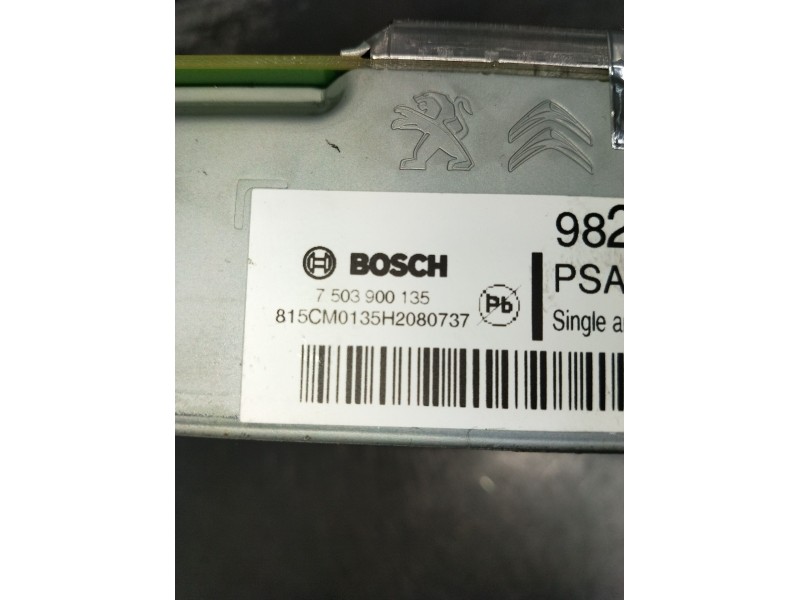 982
BOSCH
PSA
7 503 900 135
Pb
815CM0135H2080737
Single a